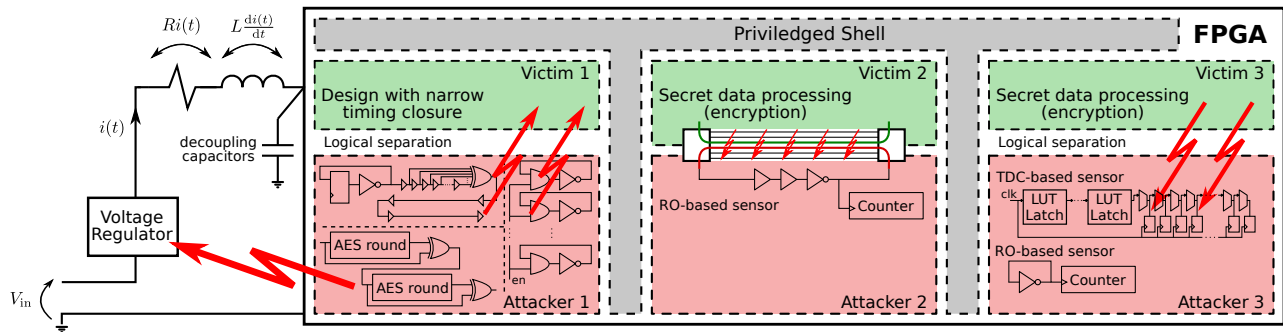 Ri(t)
L di(t)/dt
i(t)
decoupling
capacitors
Voltage
Regulator
Vin
Priviledged Shell
FPGA
Victim 1
Design with narrow
timing closure
Logical separation
AES round
AES round
en
Attacker 1
Victim 2
Secret data processing
(encryption)
RO-based sensor
Counter
Attacker 2
Victim 3
Secret data processing
(encryption)
Logical separation
TDC-based sensor
clk
LUT
Latch
LUT
Latch
RO-based sensor
Counter
Attacker 3